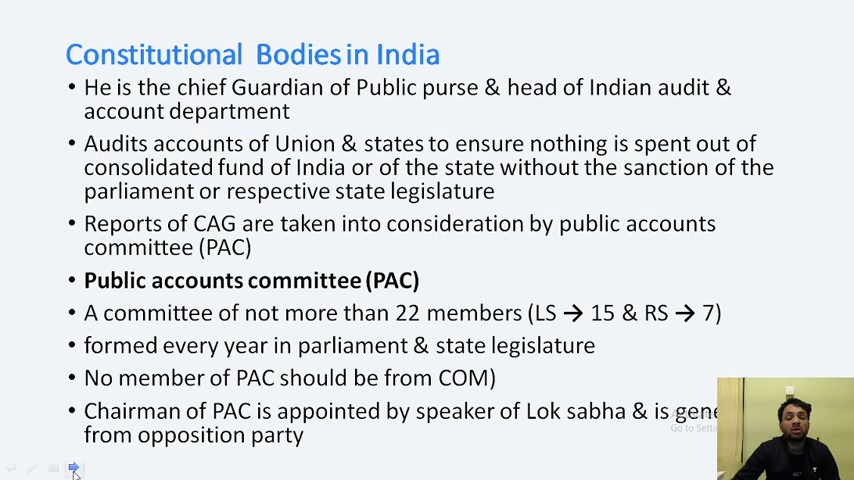 Constitutional Bodies in India
• He is the chief Guardian of Public purse & head of Indian audit &
account department
• Audits accounts of Union & states to ensure nothing is spent out of
consolidated fund of India or of the state without the sanction of the
parliament or respective state legislature
• Reports of CAG are taken into consideration by public accounts
committee (PAC)
• Public accounts committee (PAC)
• A committee of not more than 22 members (LS → 15 & RS → 7)
• formed every year in parliament & state legislature
• No member of PAC should be from COM)
• Chairman of PAC is appointed by speaker of Lok sabha & is
from opposition party
Go to